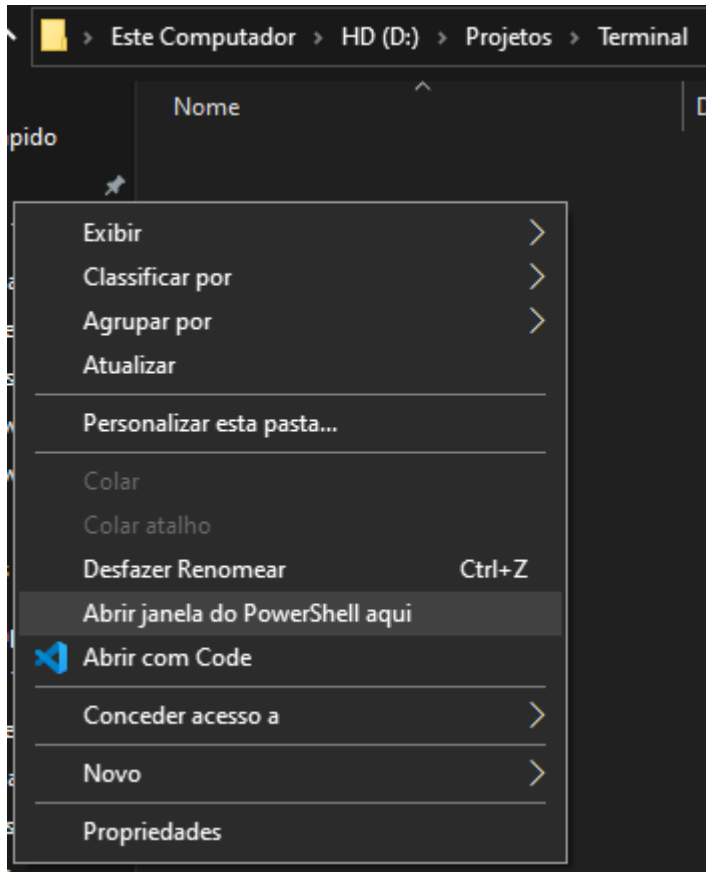 Este Computador > HD (D:) > Projetos > Terminal
Nome
pido
Exibir
Classificar por
Agrupar por
Atualizar
Personalizar esta pasta...
Colar
Colar atalho
Desfazer Renomear Ctrl+Z
Abrir janela do PowerShell aqui
Abrir com Code
Conceder acesso a
Novo
Propriedades